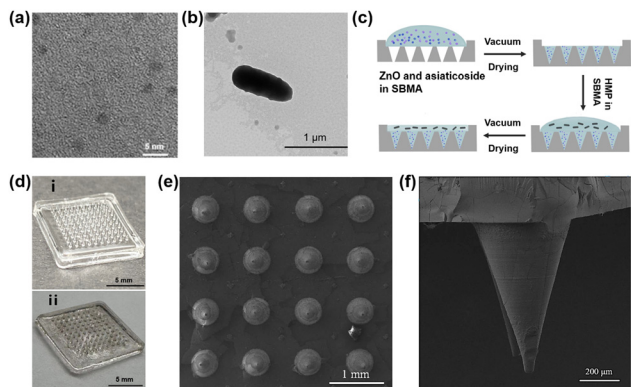 (a)
5 nm
(b)
1 μm
(c)
Vacuum
Drying
ZnO and asiaticoside
in SBMA
HMP in
SBMA
Vacuum
Drying
(d)
i
5 mm
ii
5 mm
(e)
1 mm
(f)
200 μm